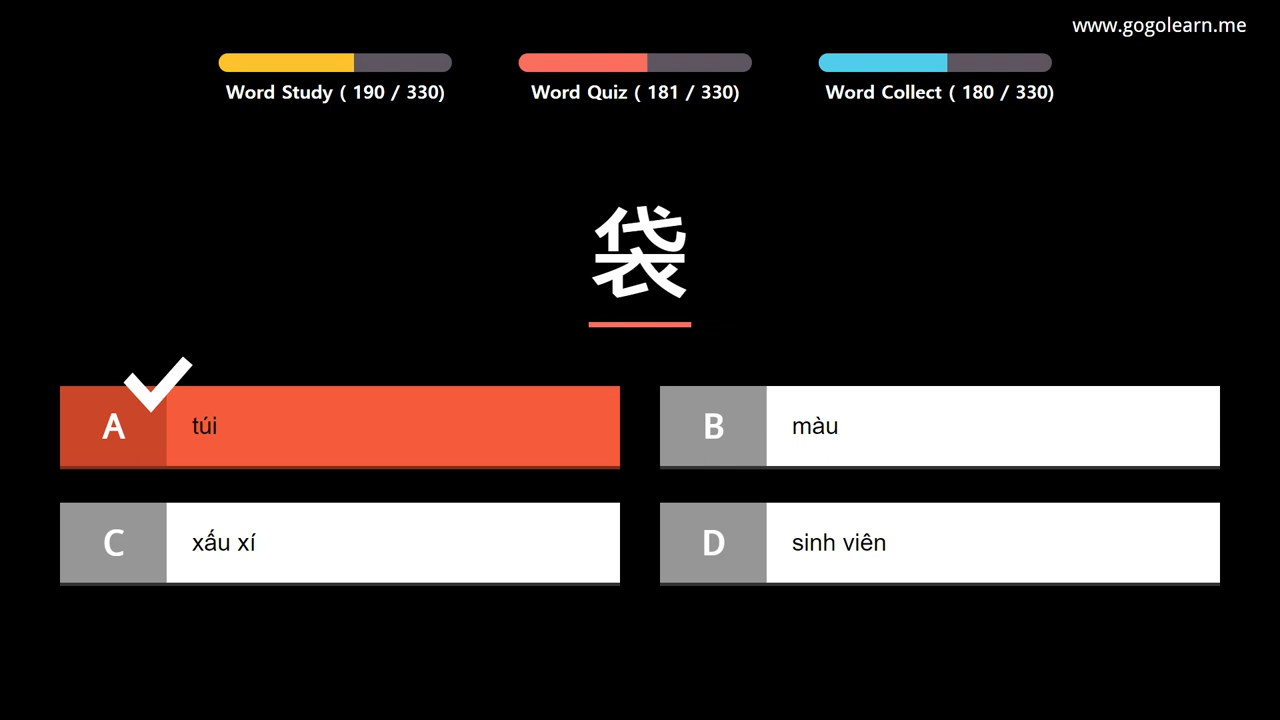 www.gogolearn.me
Word Study ( 190 / 330)
Word Quiz ( 181 / 330)
Word Collect ( 180 / 330)
袋
A túi
B màu
C xấu xí
D sinh viên